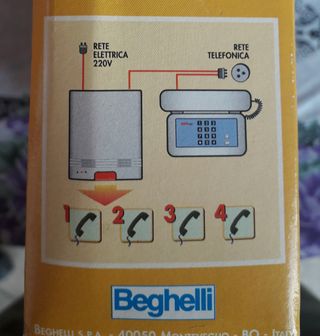 RETE
ELETTRICA
220V
RETE
TELEFONICA
1 2 3 4
Beghelli
BEGHELLI S.P.A. - 40050 MONTEVEGLIO - BO - ITALY